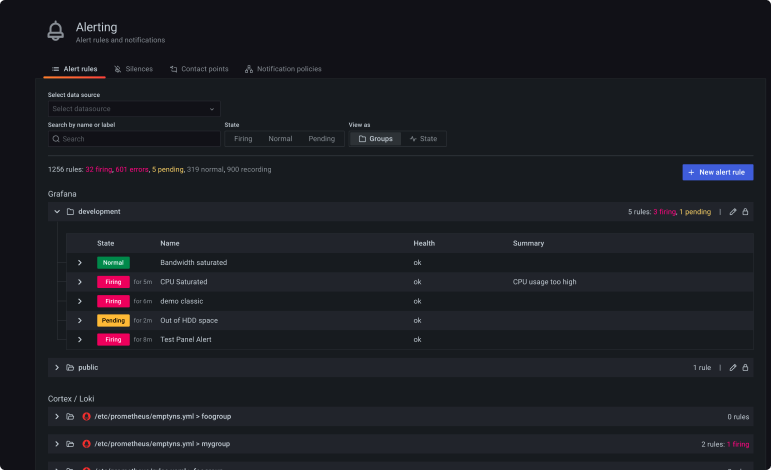 Alerting
Alert rules and notifications
Alert rules Silences Contact points Notification policies
Select data source
Select datasource
Search by name or label State View as
Search Firing Normal Pending Groups State
1256 rules: 32 firing, 601 errors, 5 pending, 319 normal, 900 recording
+ New alert rule
Grafana
development 5 rules: 3 firing, 1 pending |
State Name Health Summary
Normal Bandwidth saturated ok
Firing for 5m CPU Saturated ok CPU usage too high
Firing for 6m demo classic ok
Pending for 2m Out of HDD space ok
Firing for 8m Test Panel Alert ok
public 1 rule |
Cortex / Loki
/etc/prometheus/emptyns.yml > foogroup 0 rules
/etc/prometheus/emptyns.yml > mygroup 2 rules: 1 firing